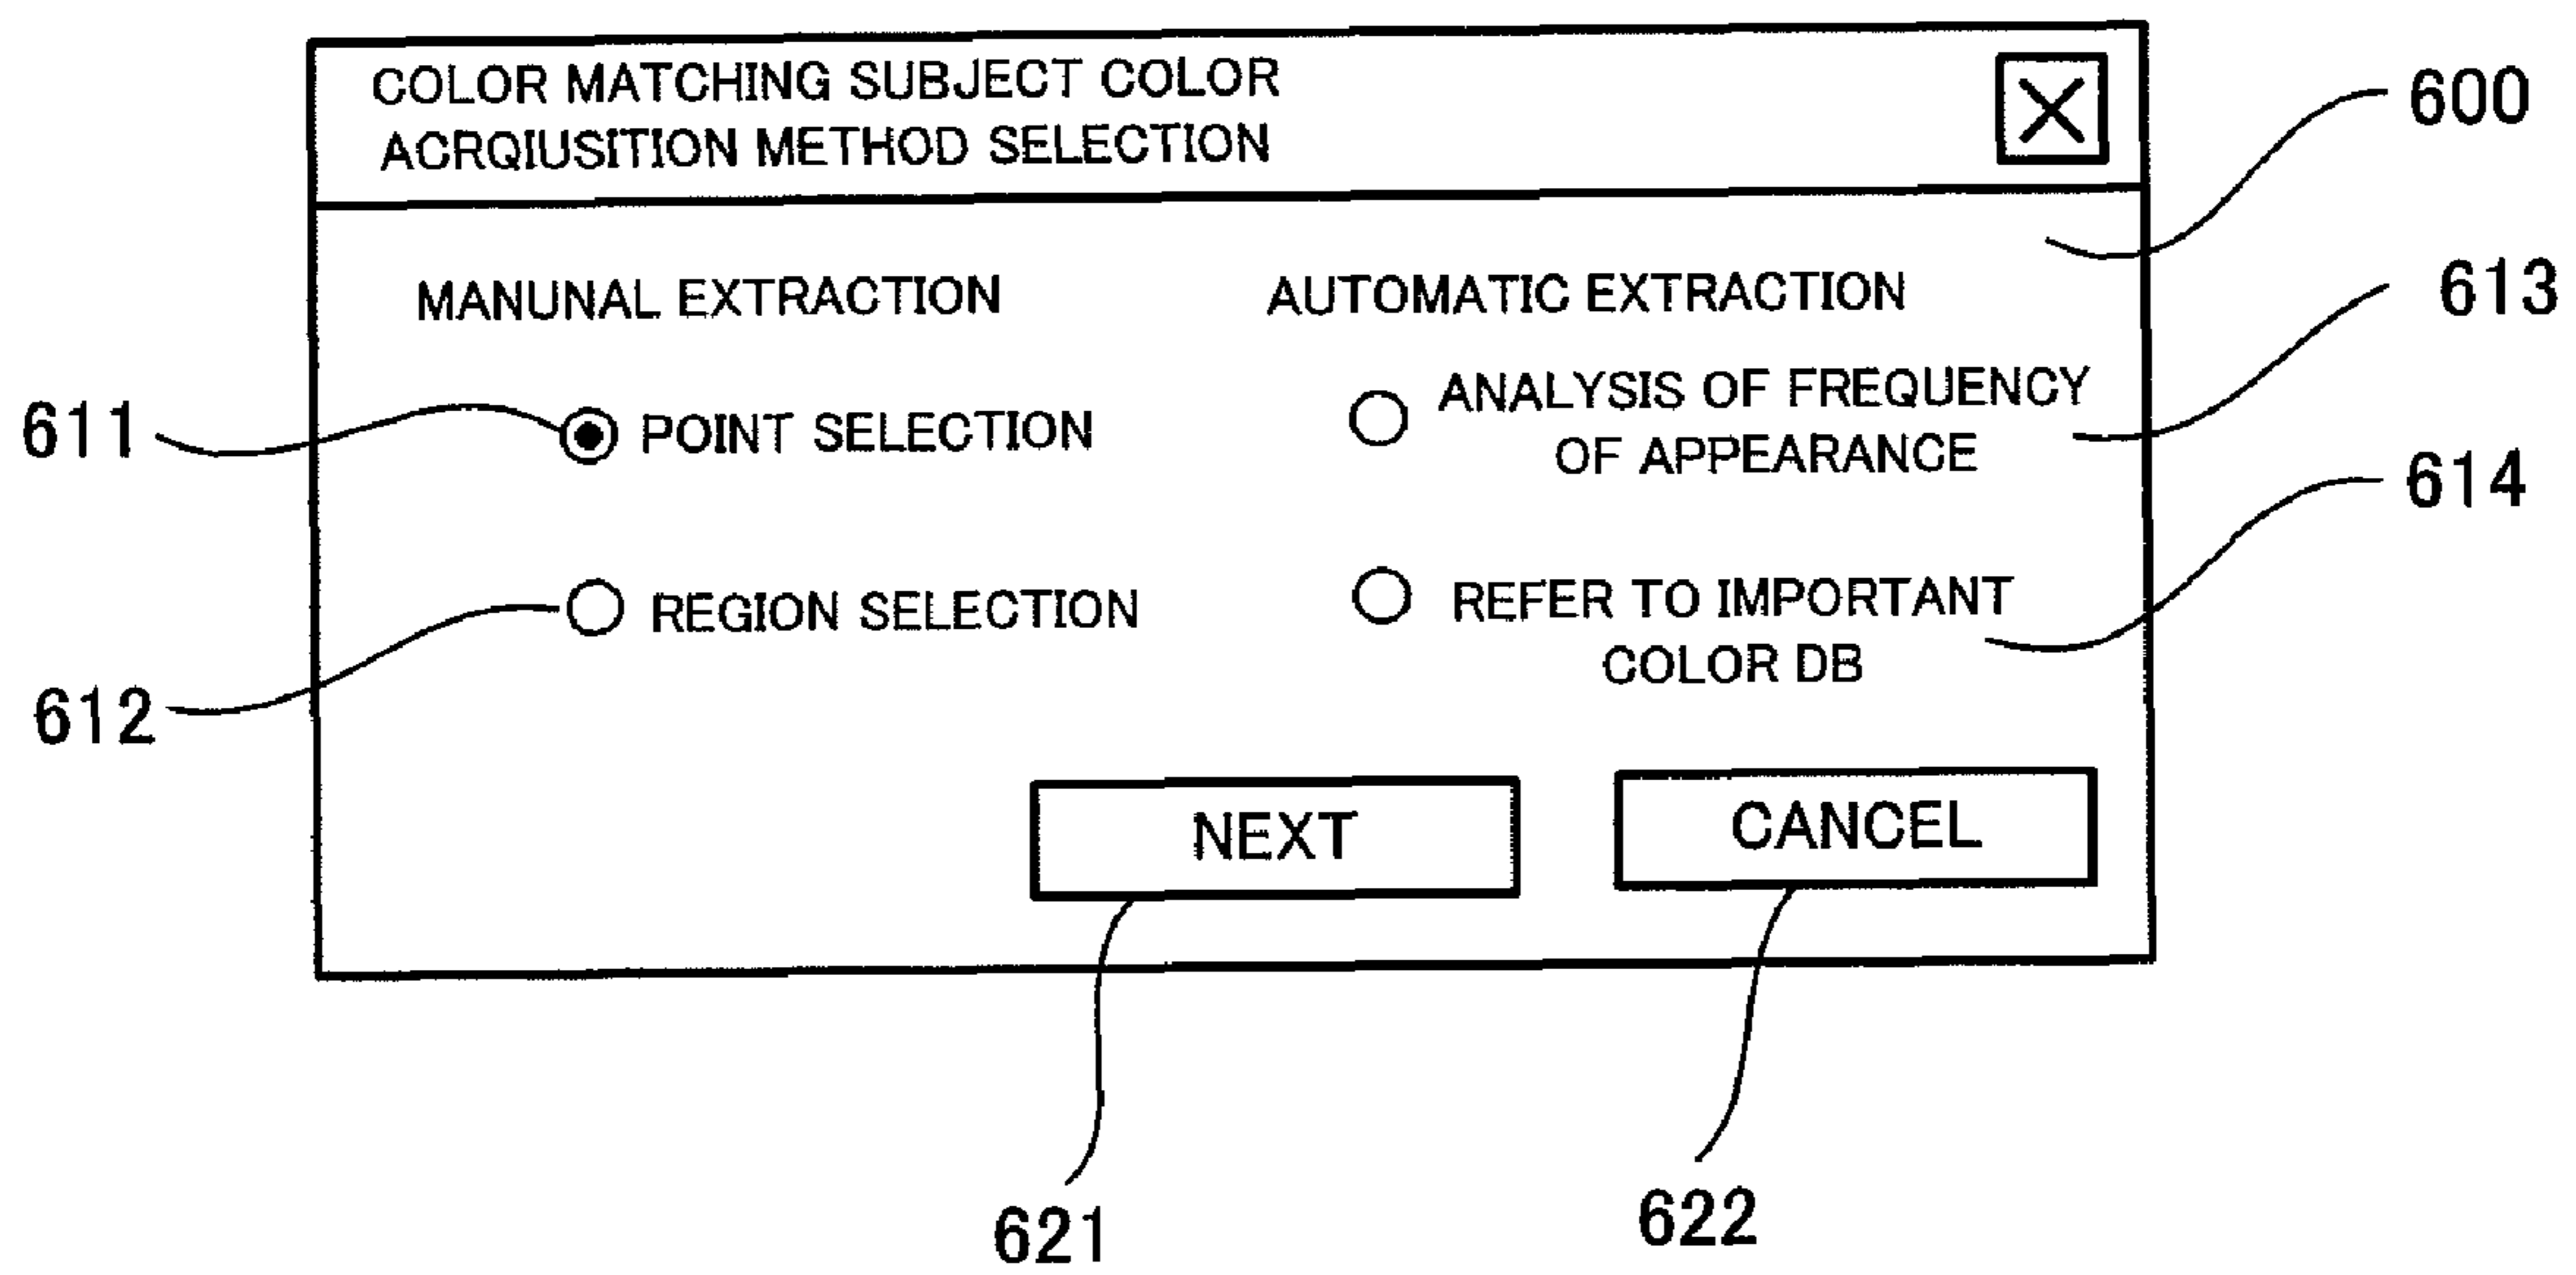 COLOR MATCHING SUBJECT COLOR
ACRQIUSITION METHOD SELECTION
600
MANUNAL EXTRACTION
AUTOMATIC EXTRACTION
613
611
POINT SELECTION
ANALYSIS OF FREQUENCY
OF APPEARANCE
614
612
REGION SELECTION
REFER TO IMPORTANT
COLOR DB
NEXT
CANCEL
621
622